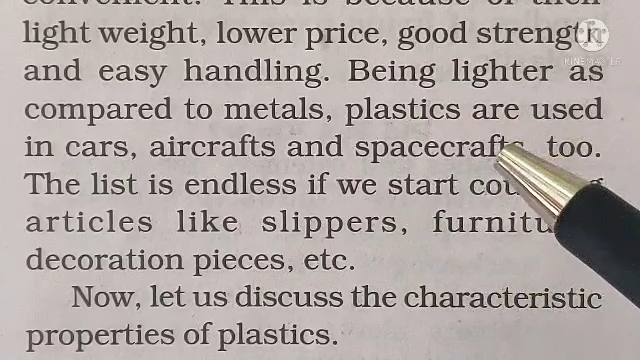 light weight, lower price, good strength
and easy handling. Being lighter as
compared to metals, plastics are used
in cars, aircrafts and spacecrafts, too.
The list is endless if we start
articles like slippers,
decoration pieces, etc.
Now, let us discuss the characteristic
properties of plastics.
KINEMASTER